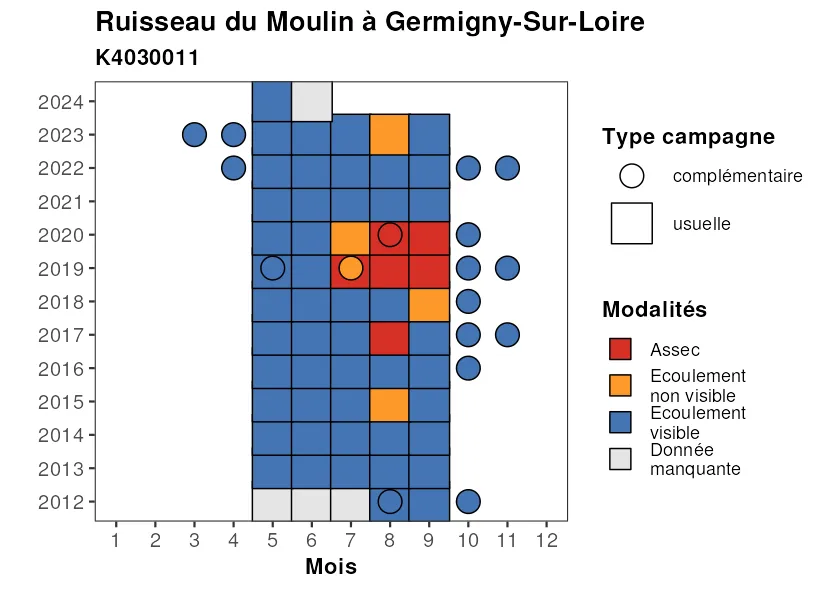 Ruisseau du Moulin à Germigny-Sur-Loire
K4030011
2024
2023
2022
2021
2020
2019
2018
2017
2016
2015
2014
2013
2012
1 2 3 4 5 6 7 8 9 10 11 12
Mois
Type campagne
complémentaire
usuelle
Modalités
Assec
Ecoulement
non visible
Ecoulement
visible
Donnée
manquante